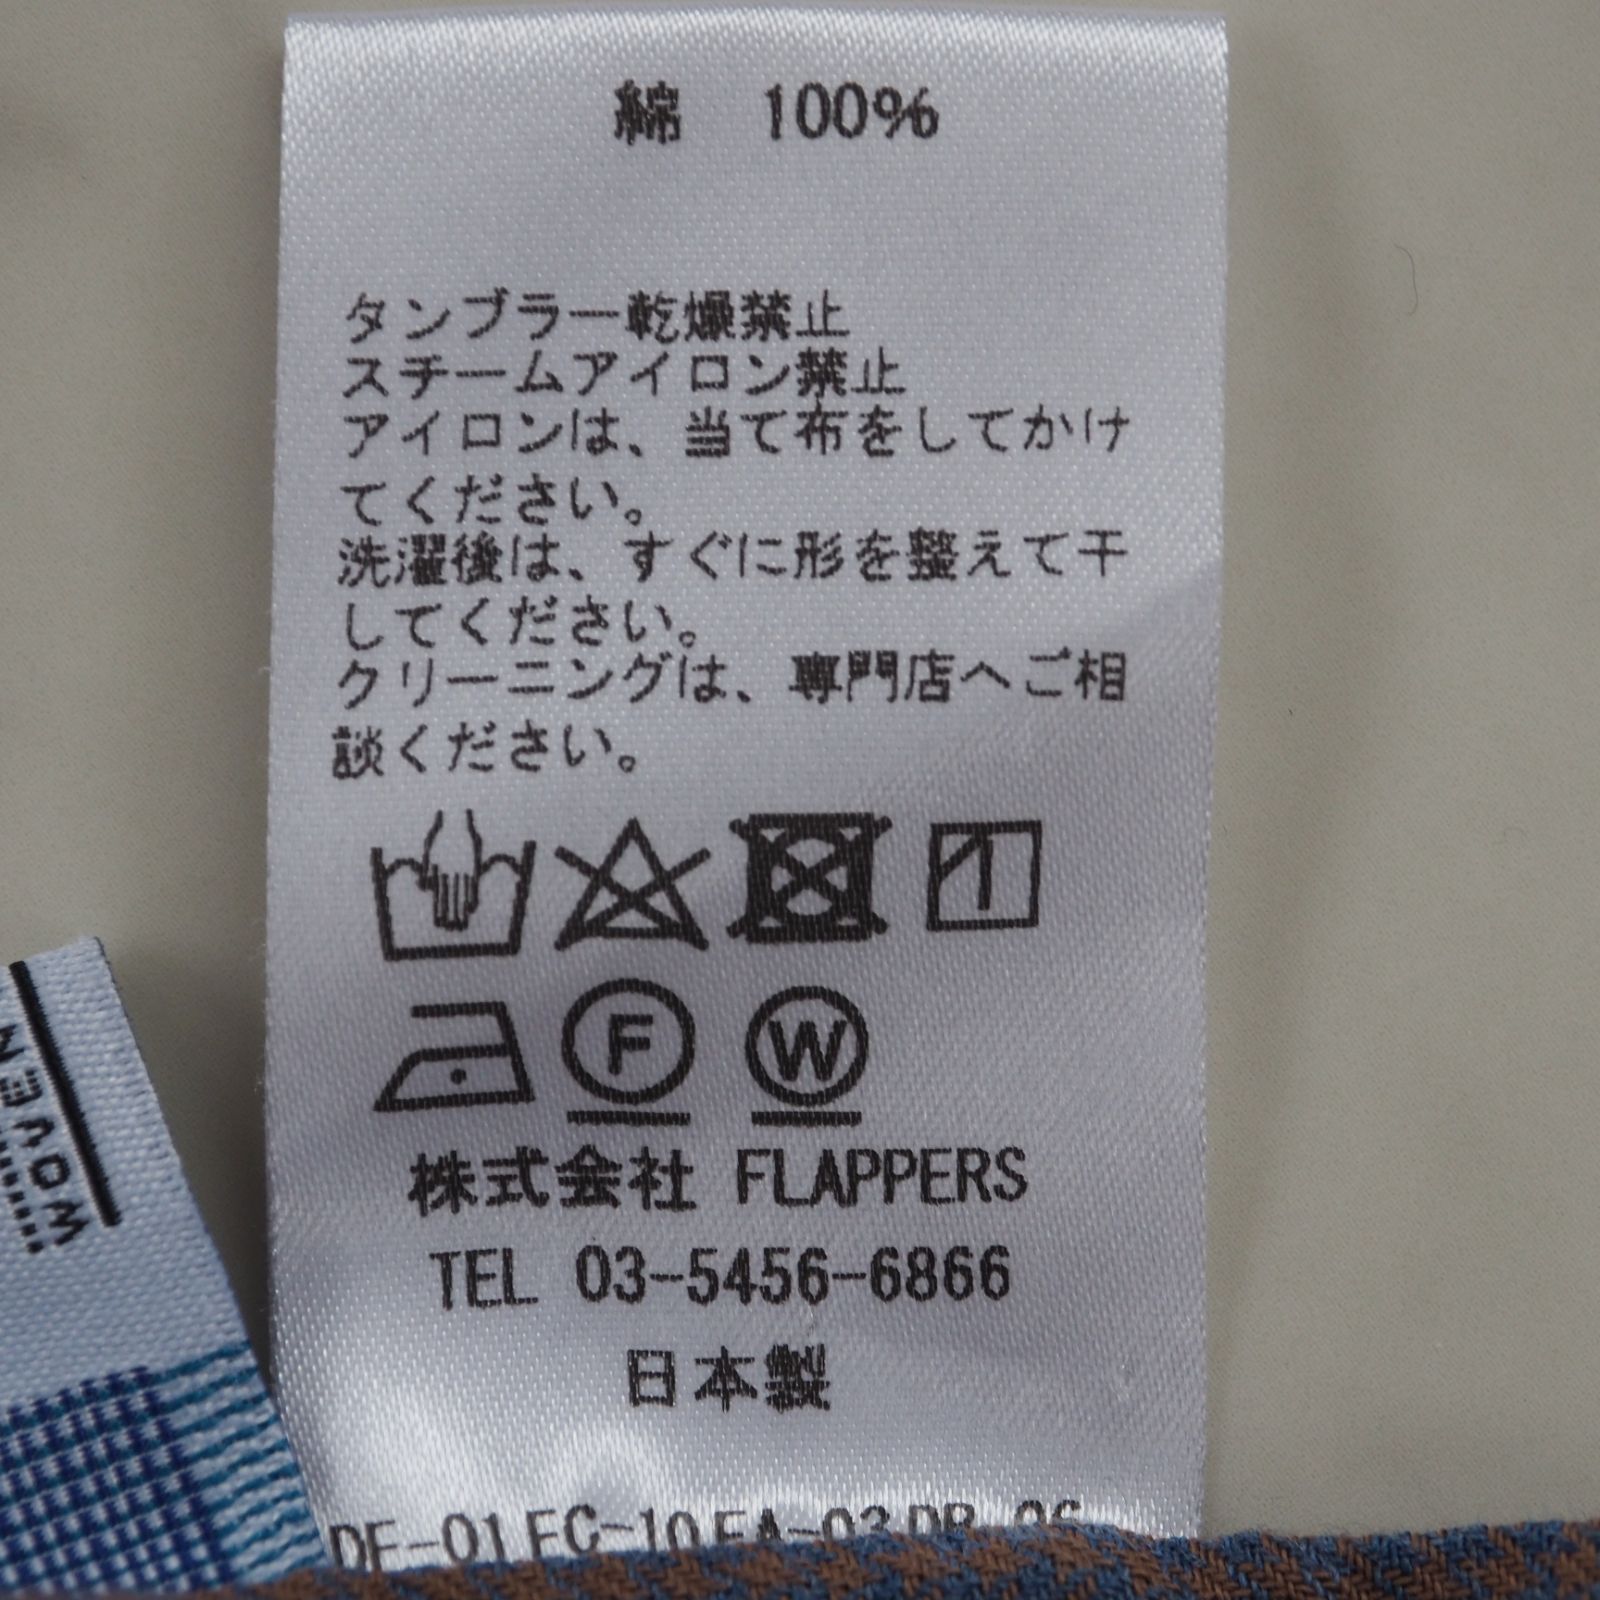 綿　100%
タンブラー乾燥禁止
スチームアイロン禁止
アイロンは、当て布をしてかけ
てください。
洗濯後は、すぐに形を整えて干
してください。
クリーニングは、専門店へご相
談ください。
F W
株式会社 FLAPPERS
TEL 03-5456-6866
日本製
WOVEN